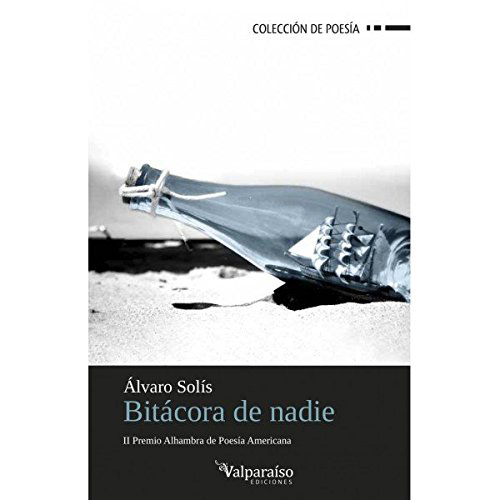 COLECCIÓN DE POESÍA
Álvaro Solís
Bitácora de nadie
II Premio Alhambra de Poesía Americana
Valparaíso
EDICIONES